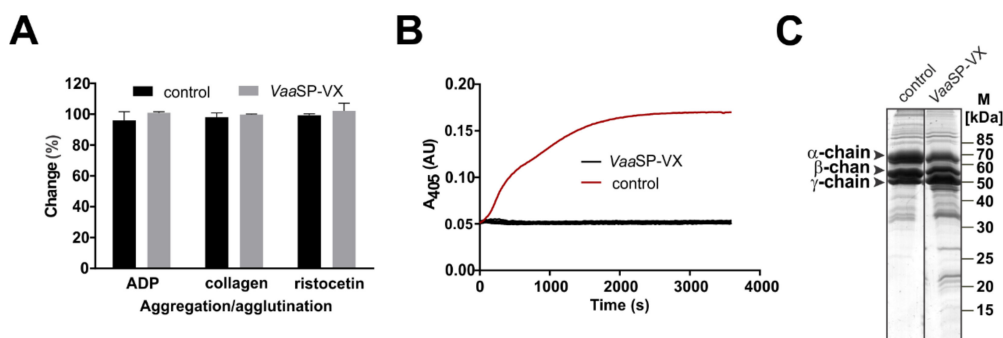 A
120
100
80
60
40
20
0
Change (%)
control
VaaSP-VX
ADP
collagen
ristocetin
Aggregation/agglutination
B
0.20
0.15
0.10
0.05
0.00
A405 (AU)
VaaSP-VX
control
0
1000
2000
3000
4000
Time (s)
C
control
VaaSP-VX
M
[kDa]
α-chain
β-chan
γ-chain
85
70
60
50
40
30
25
20
15